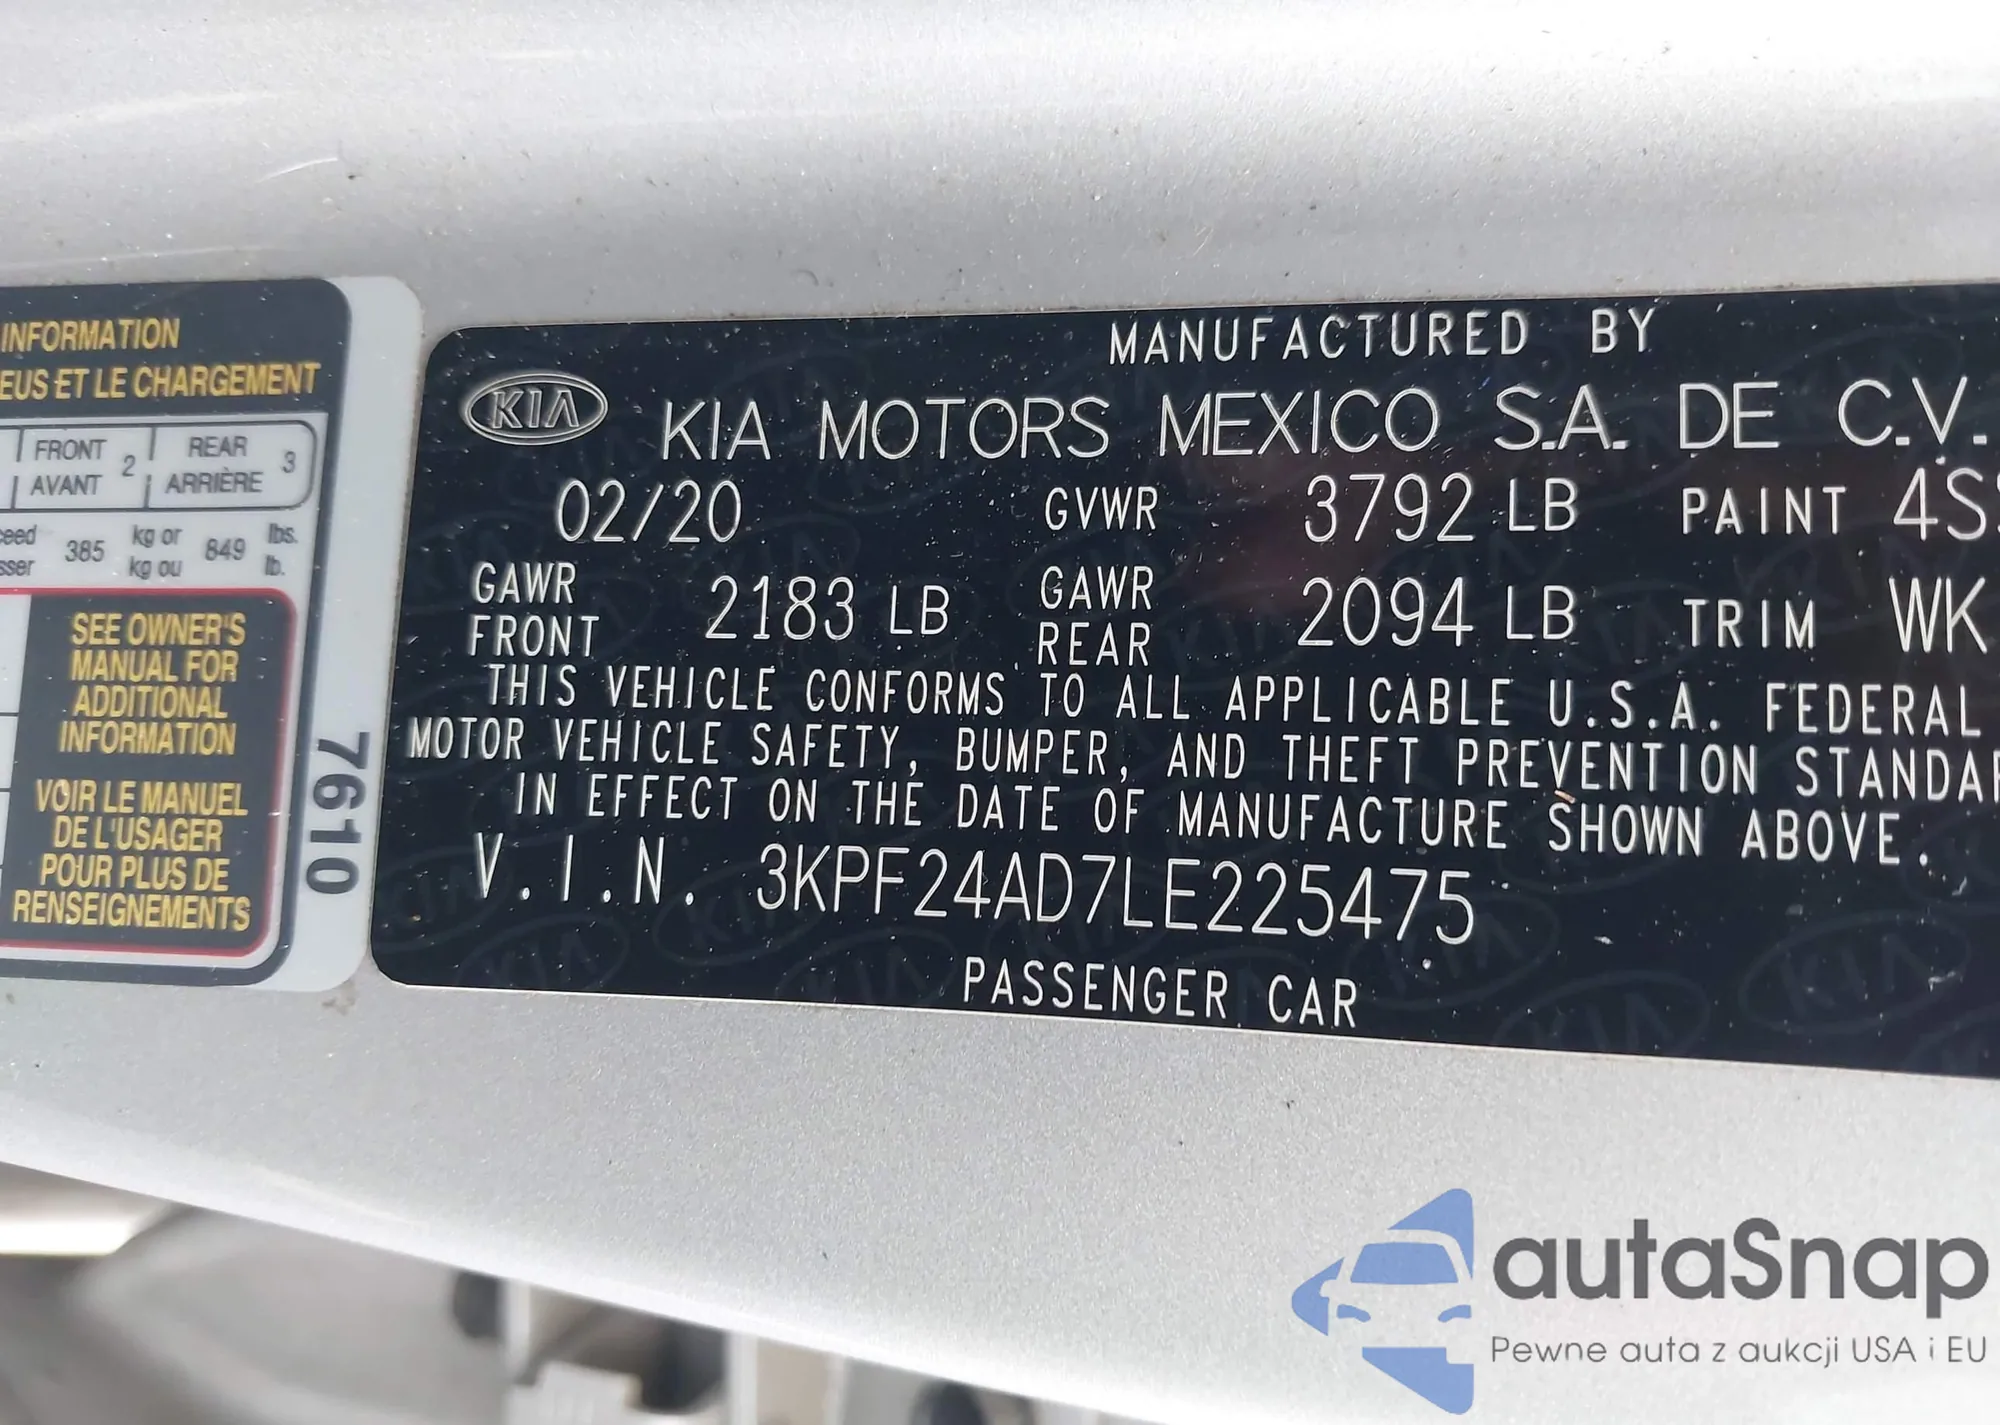 INFORMATION
EUS ET LE CHARGEMENT
FRONT
AVANT
2
REAR
ARRIÈRE
3
385
kg or
kg ou
849
lbs.
lb.
SEE OWNER'S
MANUAL FOR
ADDITIONAL
INFORMATION
VOIR LE MANUEL
DE L'USAGER
POUR PLUS DE
RENSEIGNEMENTS
7610
MANUFACTURED BY
KIA KIA MOTORS MEXICO S.A. DE C.V.
02/20 GVWR 3792 LB PAINT 4SS
GAWR FRONT 2183 LB GAWR REAR 2094 LB TRIM WK
THIS VEHICLE CONFORMS TO ALL APPLICABLE U.S.A. FEDERAL
MOTOR VEHICLE SAFETY, BUMPER, AND THEFT PREVENTION STANDAR
IN EFFECT ON THE DATE OF MANUFACTURE SHOWN ABOVE.
V.I.N. 3KPF24AD7LE225475
PASSENGER CAR
autaSnap
Pewne auta z aukcji USA i EU